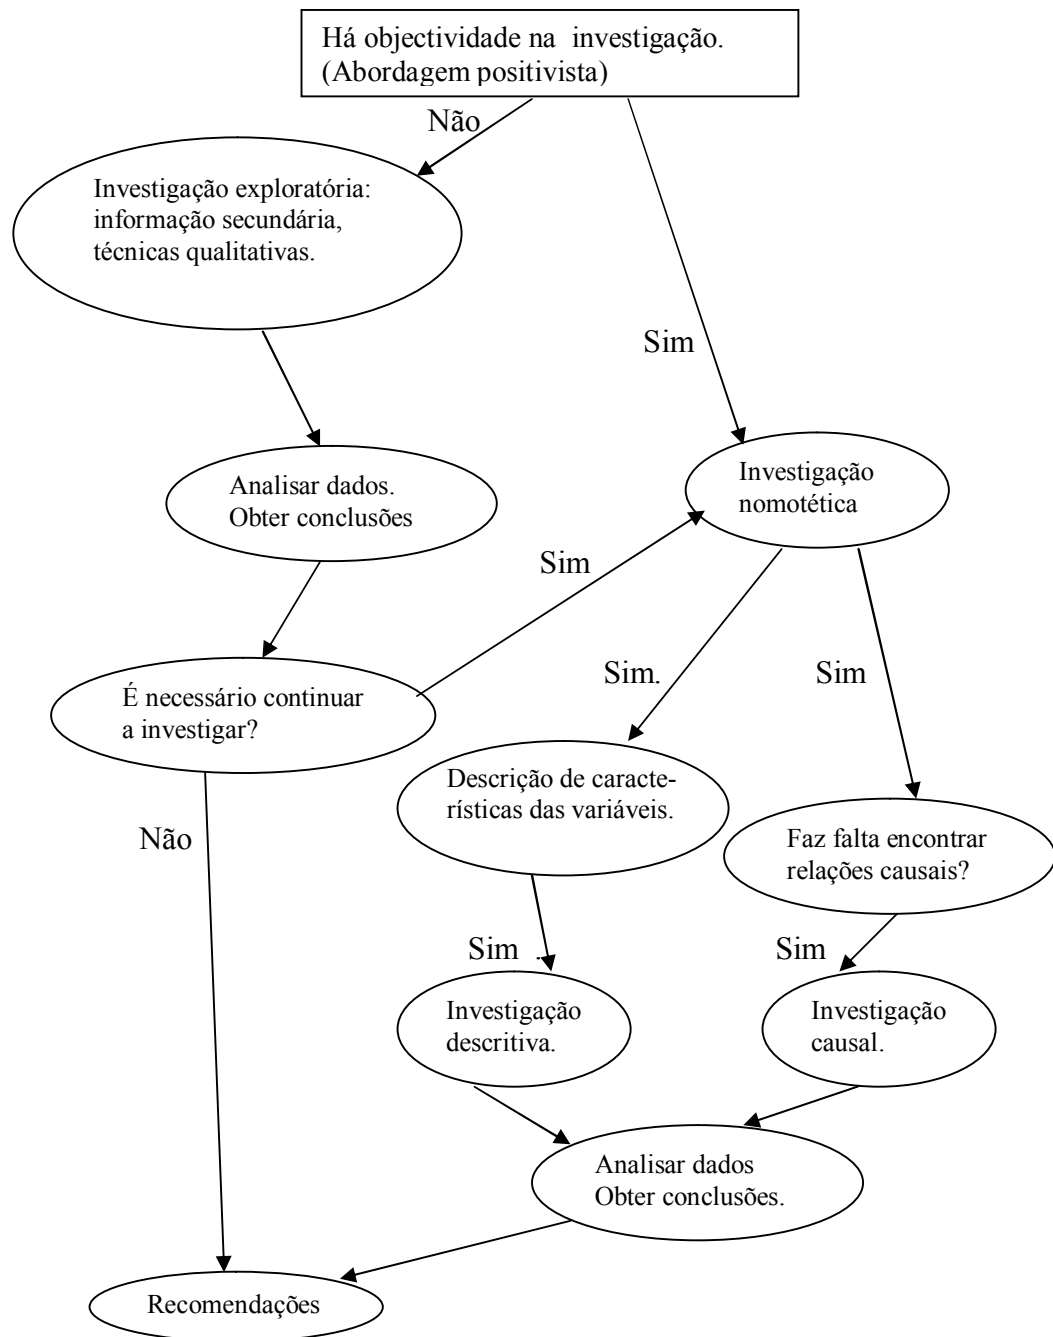 Há objectividade na investigação.
(Abordagem positivista)
Não
Investigação exploratória:
informação secundária,
técnicas qualitativas.
Sim
Analisar dados.
Obter conclusões
Investigação
nomotética
Sim
É necessário continuar
a investigar?
Sim.
Sim
Descrição de caracte-
rísticas das variáveis.
Não
Faz falta encontrar
relações causais?
Sim .
Sim
Investigação
descritiva.
Investigação
causal.
Analisar dados
Obter conclusões.
Recomendações